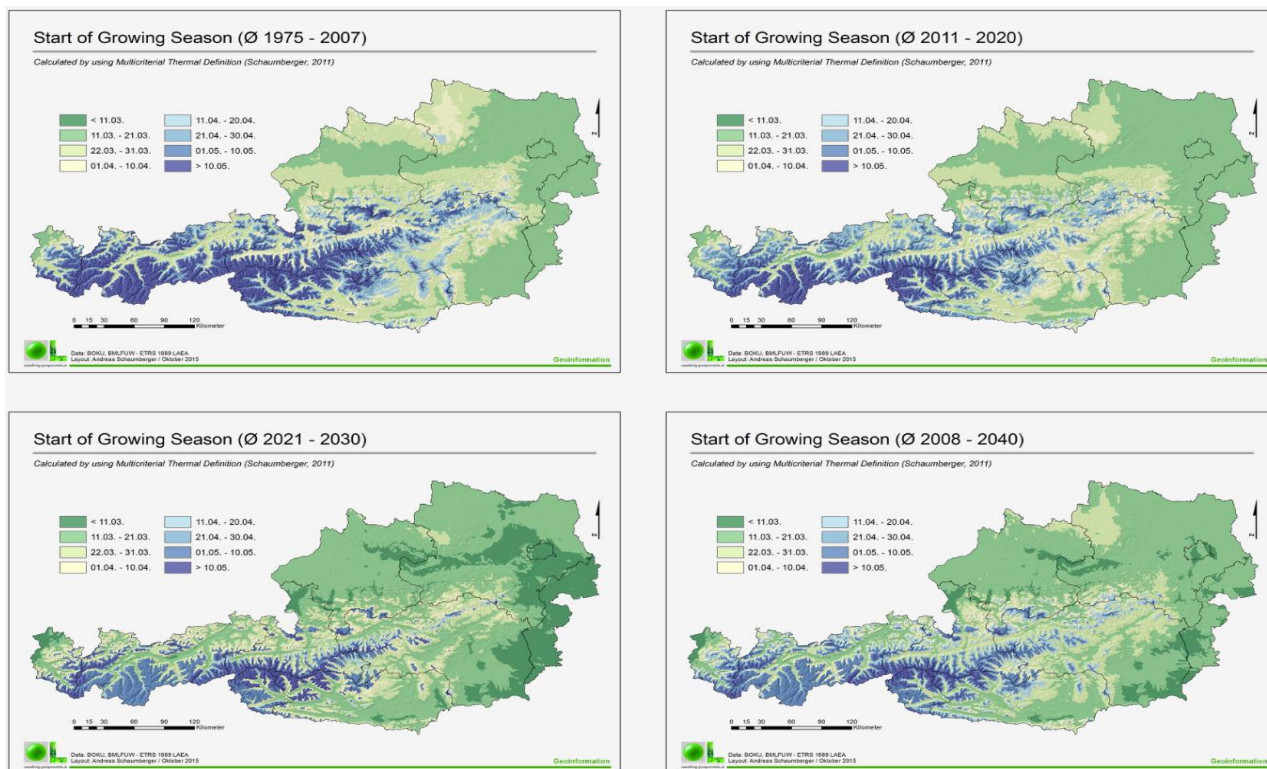 Start of Growing Season (Ø 1975 - 2007)
Calculated by using Multicriterial Thermal Definition (Schaumberger, 2011)
< 11.03.
11.04. - 20.04.
11.03. - 21.03.
21.04. - 30.04.
22.03. - 31.03.
01.05. - 10.05.
01.04. - 10.04.
> 10.05.
N
0 15 30 60 90 120
Kilometer
Data: BOKU, BMLFUW - ETRS 1989 LAEA
Layout: Andreas Schaumberger / Oktober 2015
Geoinformation
Start of Growing Season (Ø 2011 - 2020)
Calculated by using Multicriterial Thermal Definition (Schaumberger, 2011)
< 11.03.
11.04. - 20.04.
11.03. - 21.03.
21.04. - 30.04.
22.03. - 31.03.
01.05. - 10.05.
01.04. - 10.04.
> 10.05.
N
0 15 30 60 90 120
Kilometer
Data: BOKU, BMLFUW - ETRS 1989 LAEA
Layout: Andreas Schaumberger / Oktober 2015
Geoinformation
Start of Growing Season (Ø 2021 - 2030)
Calculated by using Multicriterial Thermal Definition (Schaumberger, 2011)
< 11.03.
11.04. - 20.04.
11.03. - 21.03.
21.04. - 30.04.
22.03. - 31.03.
01.05. - 10.05.
01.04. - 10.04.
> 10.05.
N
0 15 30 60 90 120
Kilometer
Data: BOKU, BMLFUW - ETRS 1989 LAEA
Layout: Andreas Schaumberger / Oktober 2015
Geoinformation
Start of Growing Season (Ø 2008 - 2040)
Calculated by using Multicriterial Thermal Definition (Schaumberger, 2011)
< 11.03.
11.04. - 20.04.
11.03. - 21.03.
21.04. - 30.04.
22.03. - 31.03.
01.05. - 10.05.
01.04. - 10.04.
> 10.05.
N
0 15 30 60 90 120
Kilometer
Data: BOKU, BMLFUW - ETRS 1989 LAEA
Layout: Andreas Schaumberger / Oktober 2015
Geoinformation